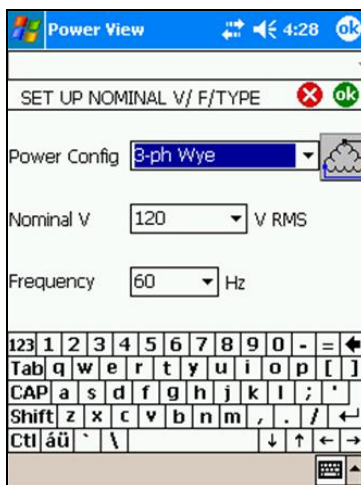 Power View 4:28 ok
SET UP NOMINAL V/ F/TYPE ok
Power Config 3-ph Wye
Nominal V 120 V RMS
Frequency 60 Hz
123 1 2 3 4 5 6 7 8 9 0 - =
Tab q w e r t y u i o p [ ]
CAP a s d f g h j k l ; '
Shift z x c v b n m , . /
Ctl áü ` \